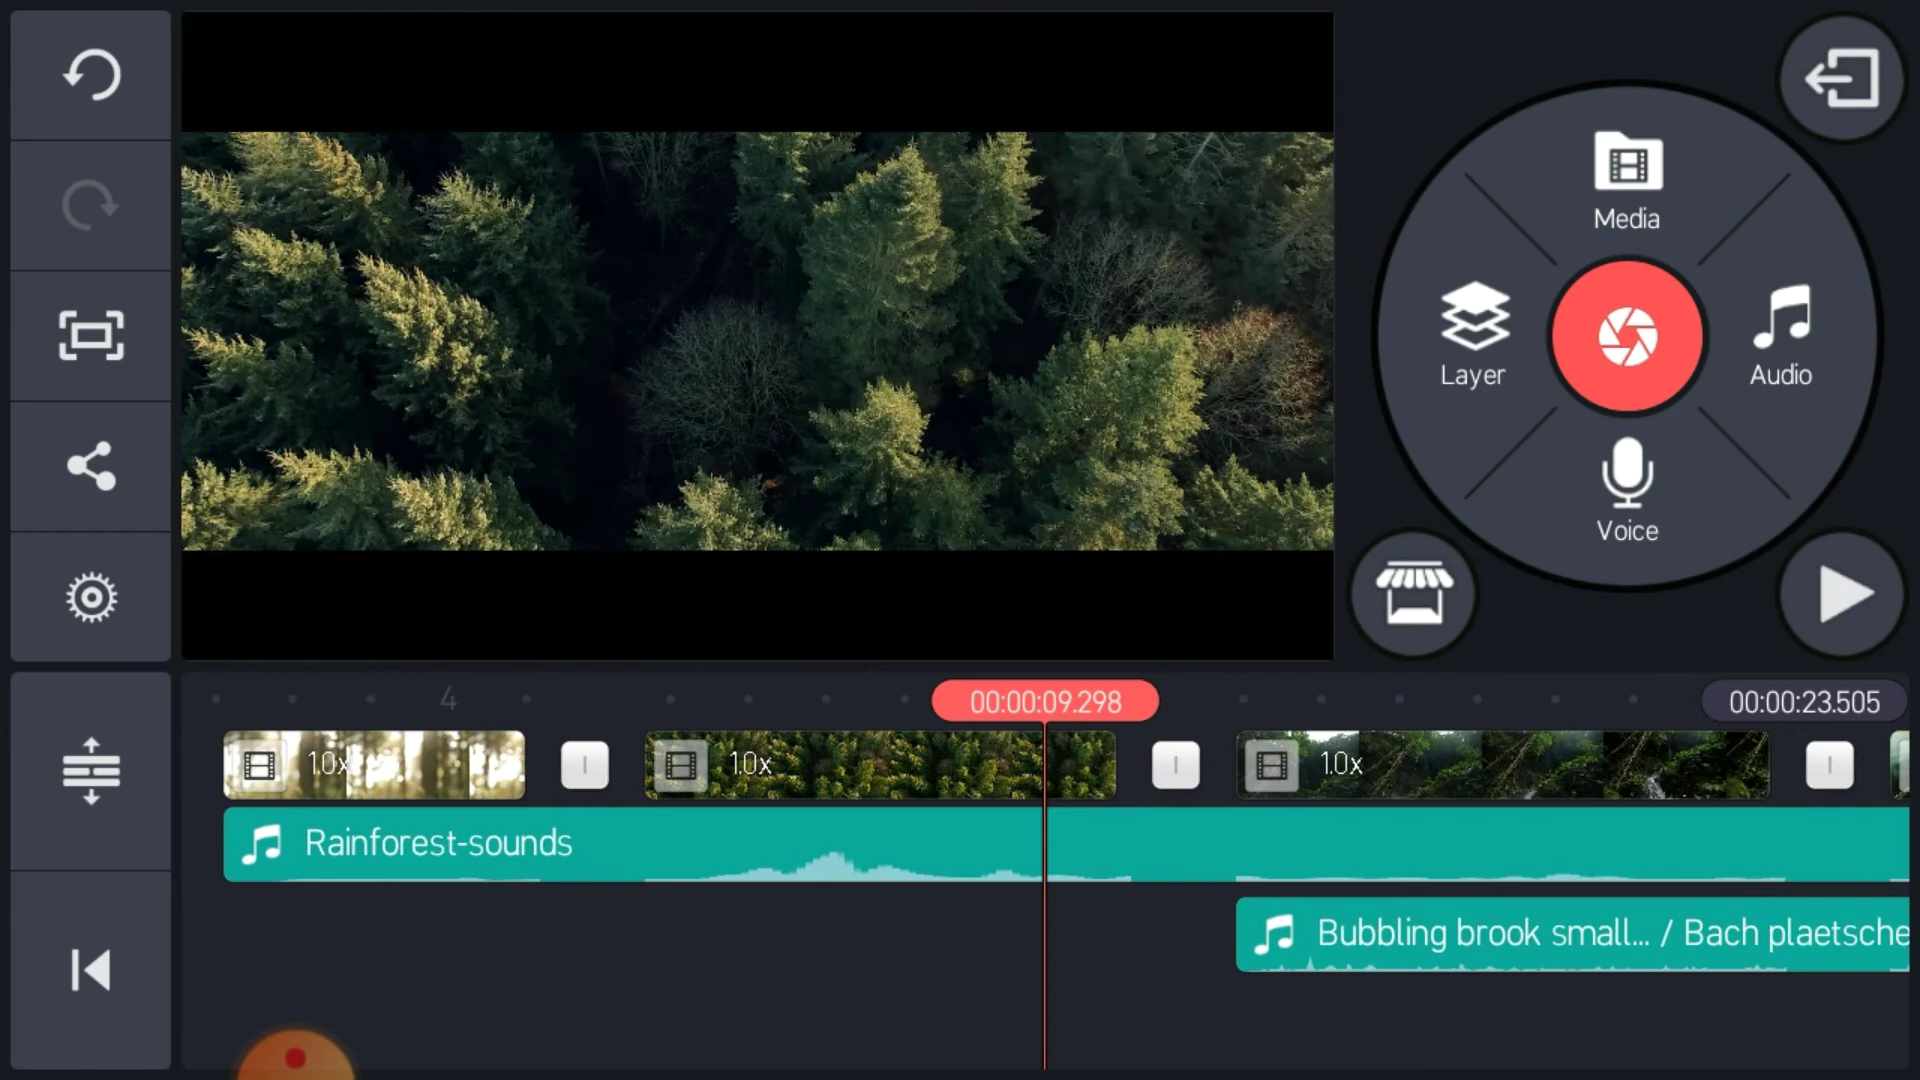 Media
Layer
Audio
Voice
4
00:00:09.298
00:00:23.505
1.0x
1.0x
1.0x
Rainforest-sounds
Bubbling brook small... / Bach plaetsche